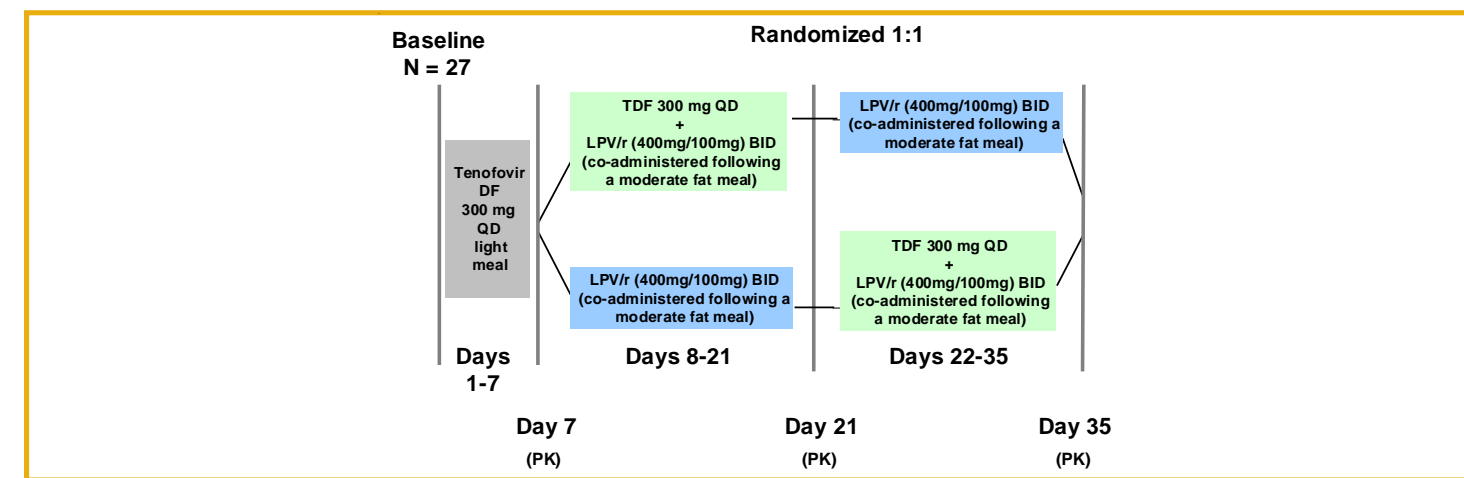 Baseline
N = 27
Randomized 1:1
Tenofovir
DF
300 mg
QD
light
meal
TDF 300 mg QD
+
LPV/r (400mg/100mg) BID
(co-administered following
a moderate fat meal)
LPV/r (400mg/100mg) BID
(co-administered following a
moderate fat meal)
LPV/r (400mg/100mg) BID
(co-administered following a
moderate fat meal)
TDF 300 mg QD
+
LPV/r (400mg/100mg) BID
(co-administered following
a moderate fat meal)
Days
1-7
Days 8-21
Days 22-35
Day 7
(PK)
Day 21
(PK)
Day 35
(PK)